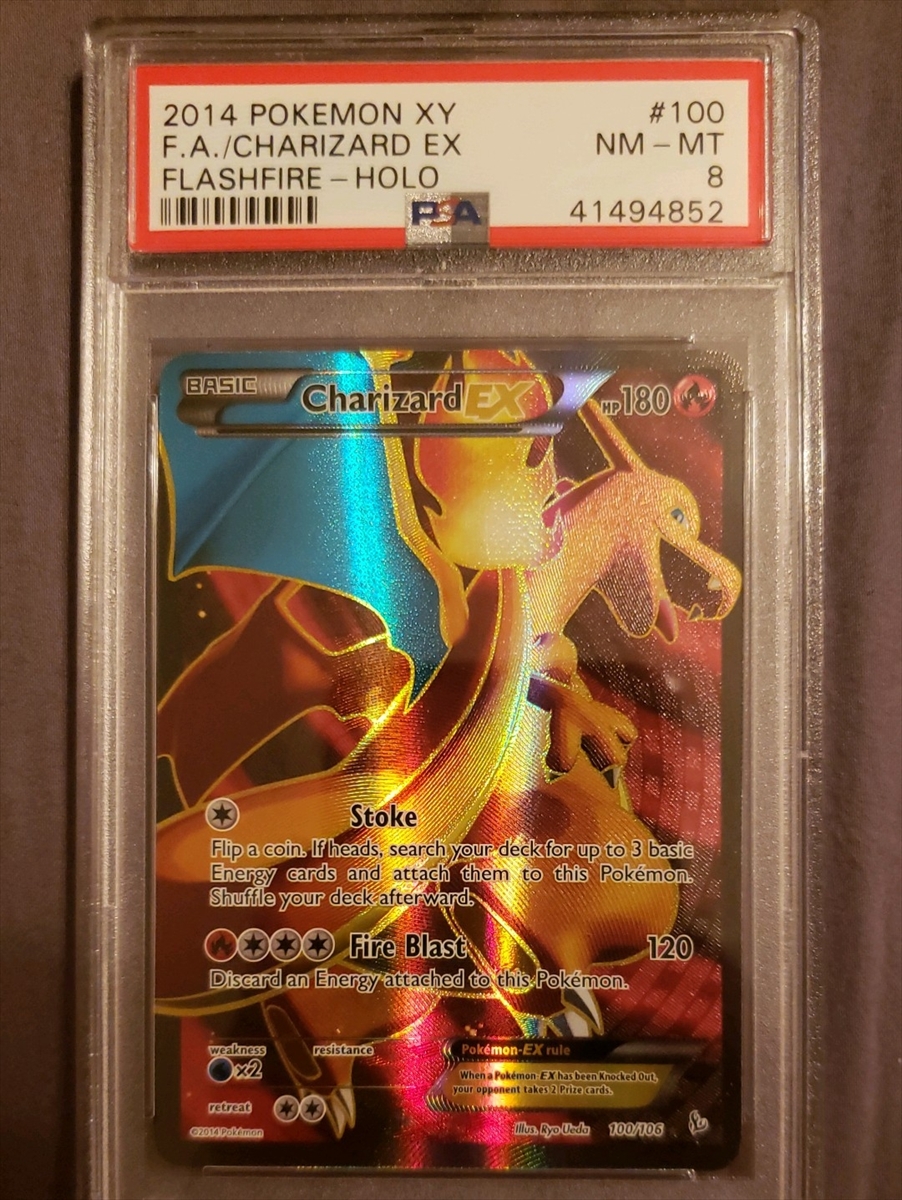 2014 POKEMON XY #100
F.A./CHARIZARD EX NM - MT
FLASHFIRE - HOLO 8
PSA 41494852
BASIC Charizard EX HP180
Stoke
Flip a coin. If heads, search your deck for up to 3 basic
Energy cards and attach them to this Pokémon.
Shuffle your deck afterward.
Fire Blast 120
Discard an Energy attached to this Pokémon.
weakness resistance Pokémon-EX rule
×2 When a Pokémon-EX has been Knocked Out,
your opponent takes 2 Prize cards.
retreat
©2014 Pokémon Illus. Ryo Ueda 100/106